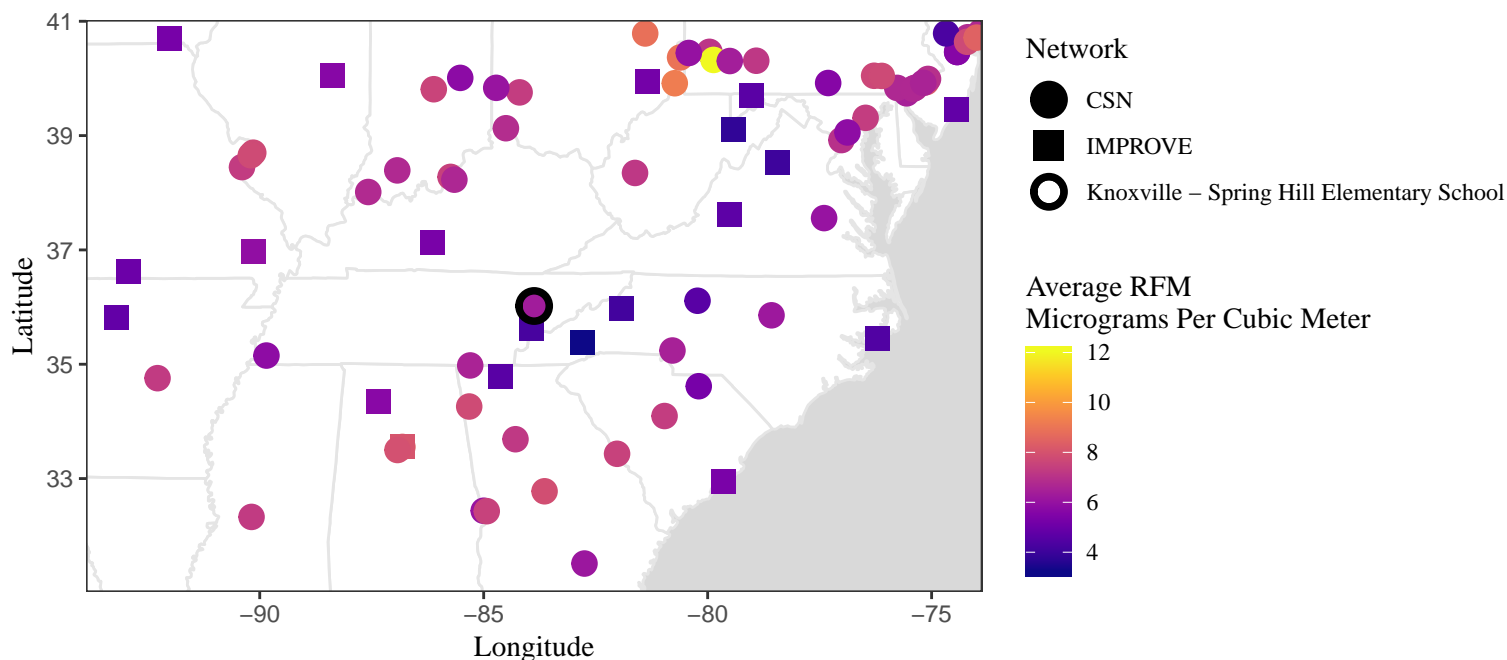 41
39
37
35
33
Latitude
−90
−85
−80
−75
Longitude
Network
CSN
IMPROVE
Knoxville – Spring Hill Elementary School
Average RFM
Micrograms Per Cubic Meter
12
10
8
6
4